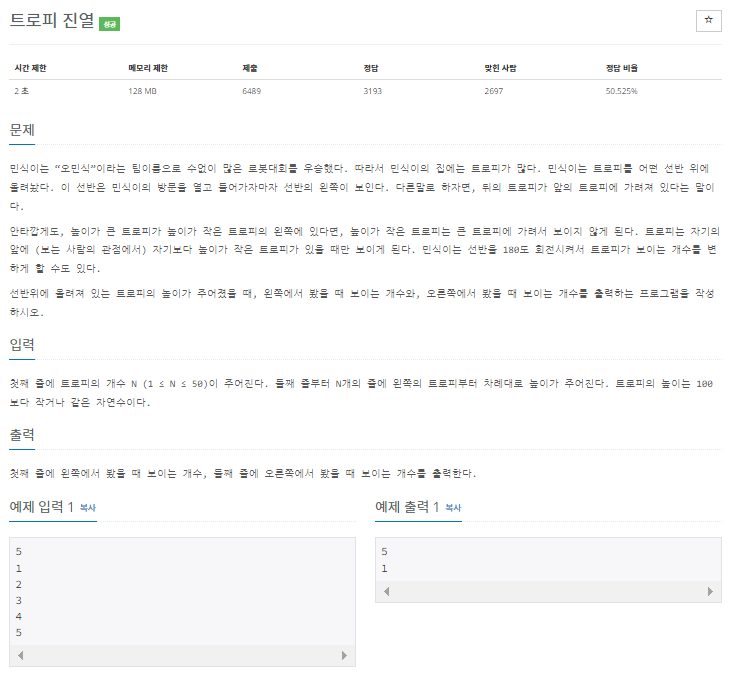 트로피 진열 성공
☆
시간 제한 메모리 제한 제출 정답 맞힌 사람 정답 비율
2 초 128 MB 6489 3193 2697 50.525%
문제
민식이는 “오민식”이라는 팀이름으로 수없이 많은 로봇대회를 우승했다. 따라서 민식이의 집에는 트로피가 많다. 민식이는 트로피를 어떤 선반 위에
올려놨다. 이 선반은 민식이의 방문을 열고 들어가자마자 선반의 왼쪽이 보인다. 다른말로 하자면, 뒤의 트로피가 앞의 트로피에 가려져 있다는 말이
다.
안타깝게도, 높이가 큰 트로피가 높이가 작은 트로피의 왼쪽에 있다면, 높이가 작은 트로피는 큰 트로피에 가려서 보이지 않게 된다. 트로피는 자기의
앞에 (보는 사람의 관점에서) 자기보다 높이가 작은 트로피가 있을 때만 보이게 된다. 민식이는 선반을 180도 회전시켜서 트로피가 보이는 개수를 변
하게 할 수도 있다.
선반위에 올려져 있는 트로피의 높이가 주어졌을 때, 왼쪽에서 봤을 때 보이는 개수와, 오른쪽에서 봤을 때 보이는 개수를 출력하는 프로그램을 작성
하시오.
입력
첫째 줄에 트로피의 개수 N (1 ≤ N ≤ 50)이 주어진다. 둘째 줄부터 N개의 줄에 왼쪽의 트로피부터 차례대로 높이가 주어진다. 트로피의 높이는 100
보다 작거나 같은 자연수이다.
출력
첫째 줄에 왼쪽에서 봤을 때 보이는 개수, 둘째 줄에 오른쪽에서 봤을 때 보이는 개수를 출력한다.
예제 입력 1 복사
5
1
2
3
4
5
예제 출력 1 복사
5
1